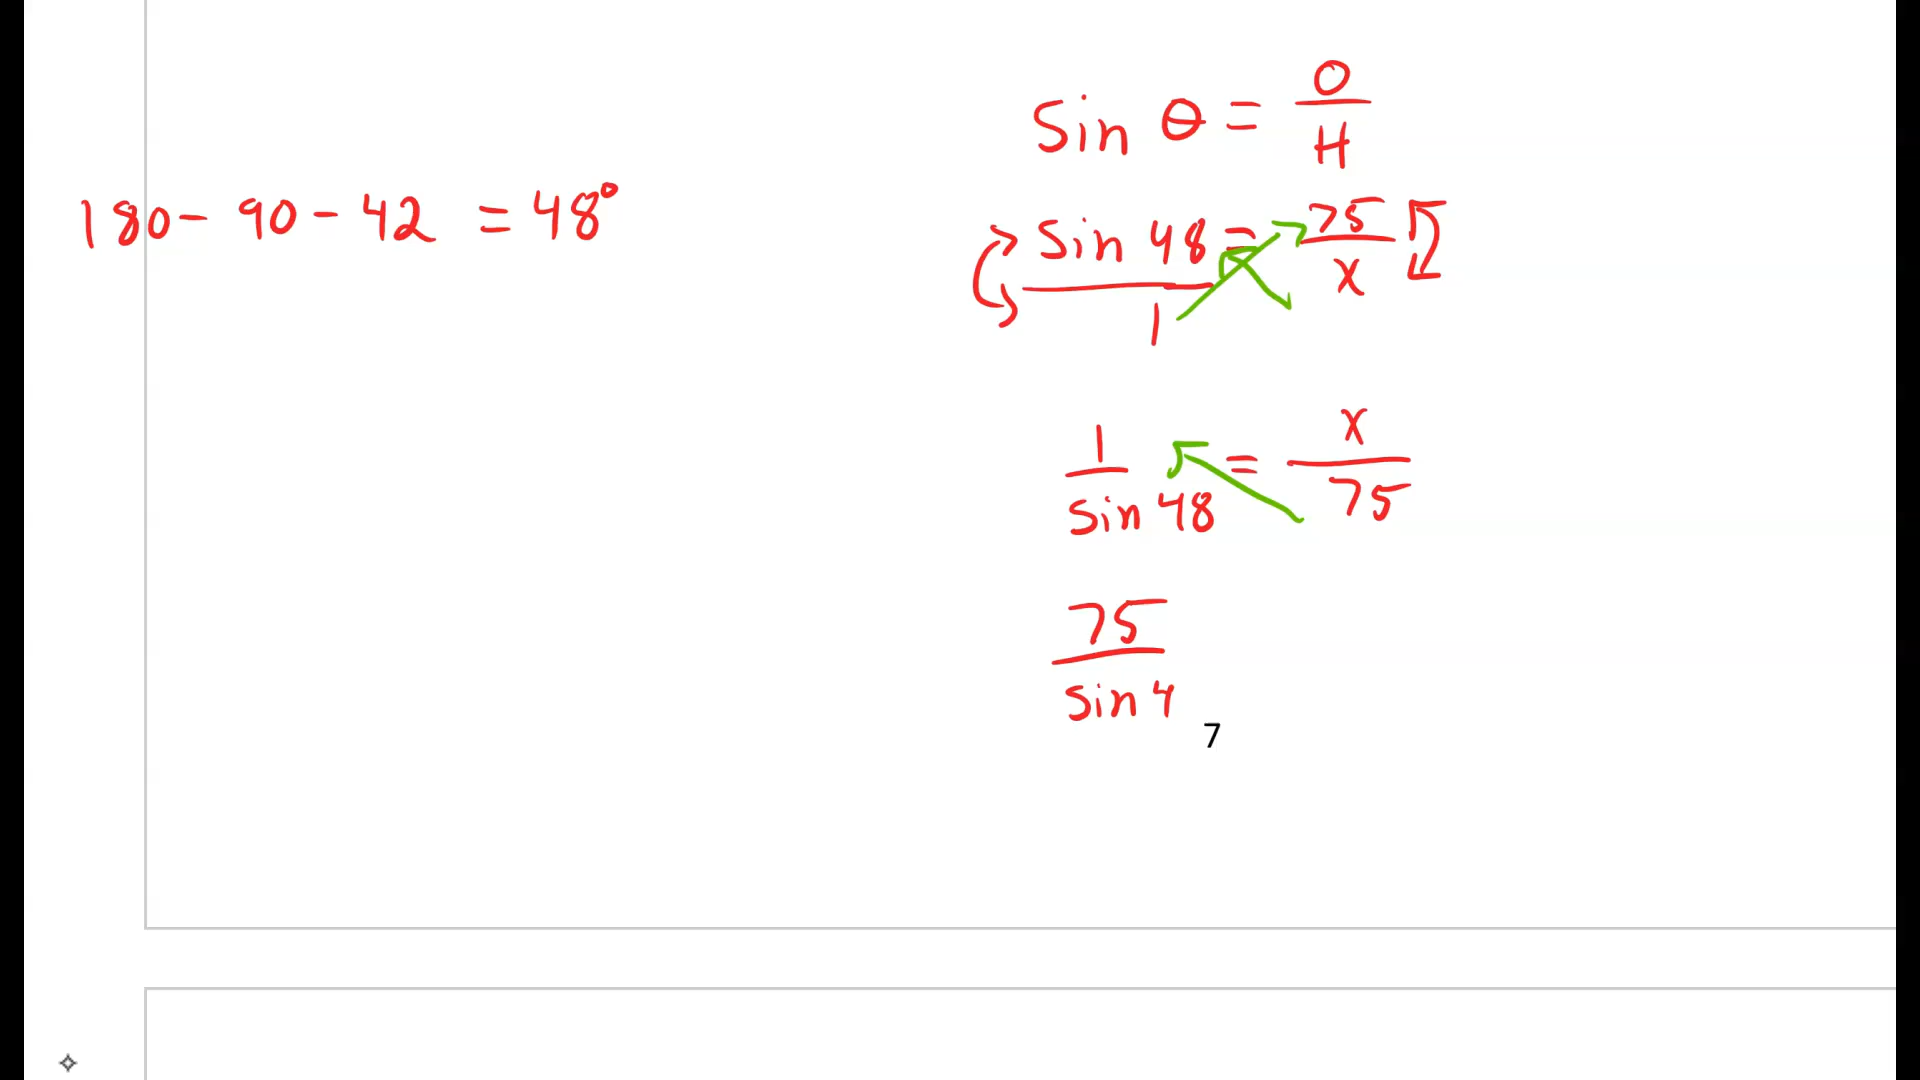 180 - 90 - 42 = 48°
Sin θ = O/H
Sin 48/1 = 75/x
1/sin 48 = x/75
75/sin 4
7